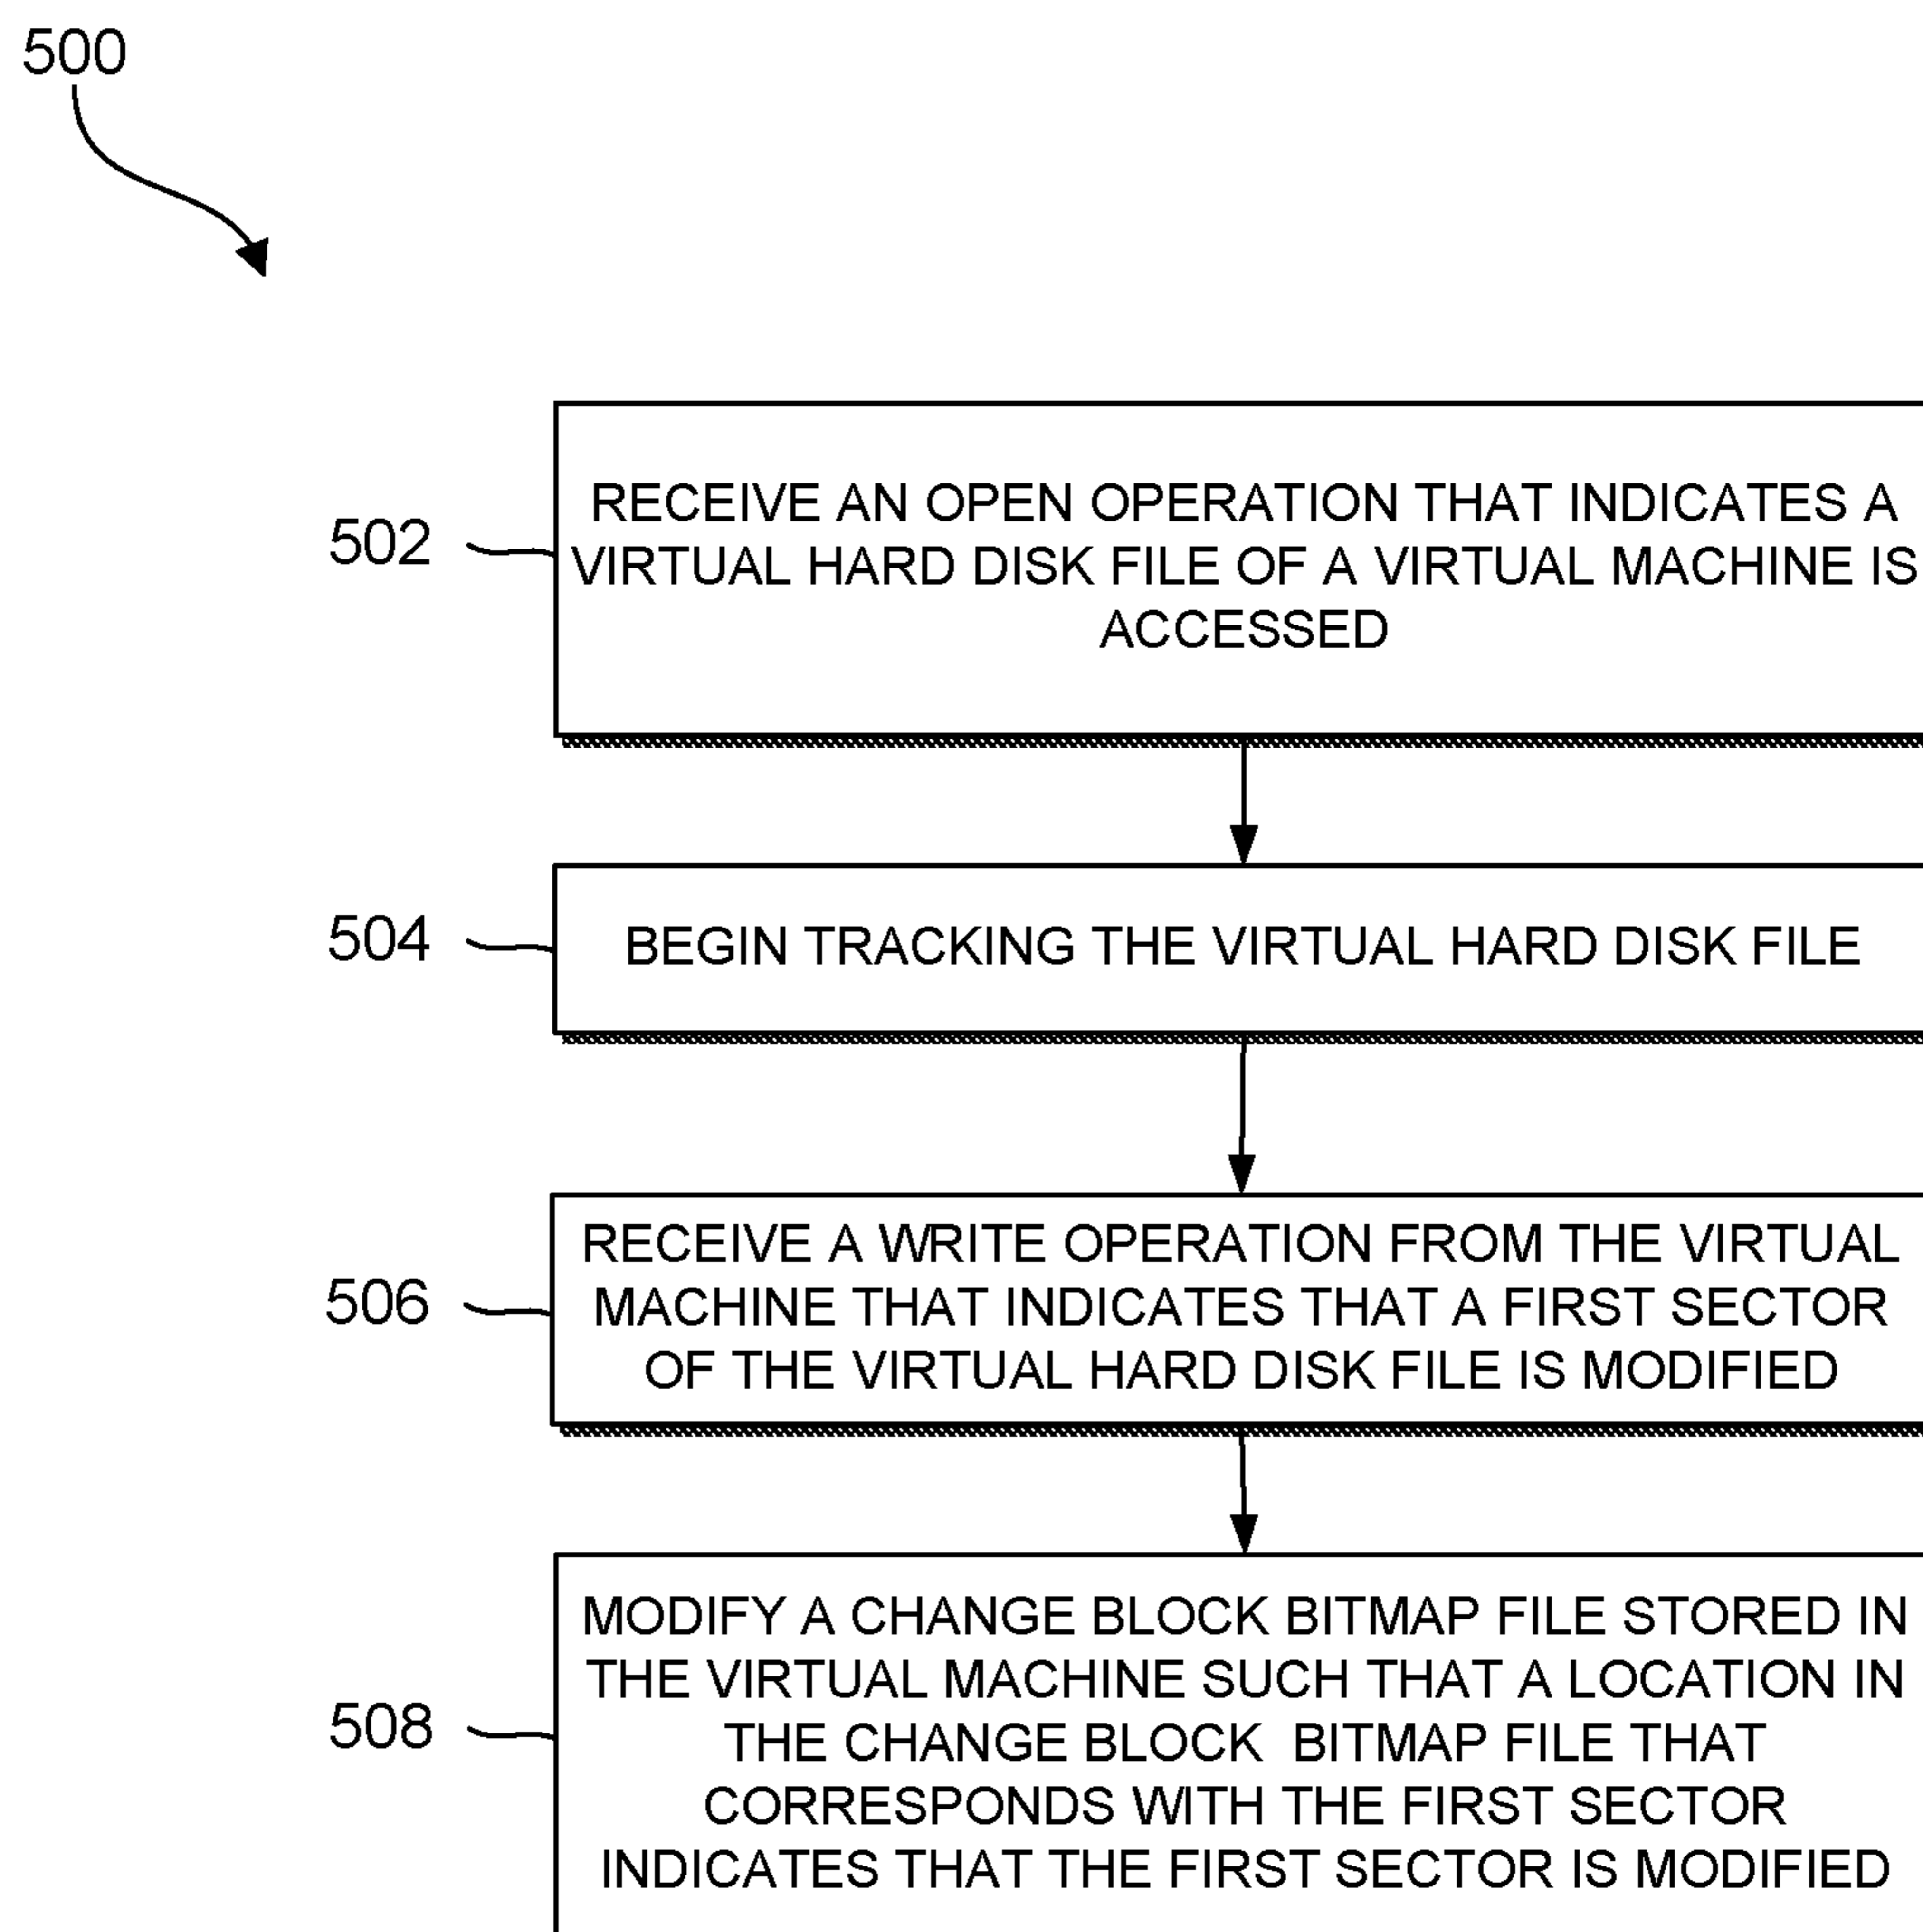 500
502
RECEIVE AN OPEN OPERATION THAT INDICATES A
VIRTUAL HARD DISK FILE OF A VIRTUAL MACHINE IS
ACCESSED
504
BEGIN TRACKING THE VIRTUAL HARD DISK FILE
506
RECEIVE A WRITE OPERATION FROM THE VIRTUAL
MACHINE THAT INDICATES THAT A FIRST SECTOR
OF THE VIRTUAL HARD DISK FILE IS MODIFIED
508
MODIFY A CHANGE BLOCK BITMAP FILE STORED IN
THE VIRTUAL MACHINE SUCH THAT A LOCATION IN
THE CHANGE BLOCK BITMAP FILE THAT
CORRESPONDS WITH THE FIRST SECTOR
INDICATES THAT THE FIRST SECTOR IS MODIFIED